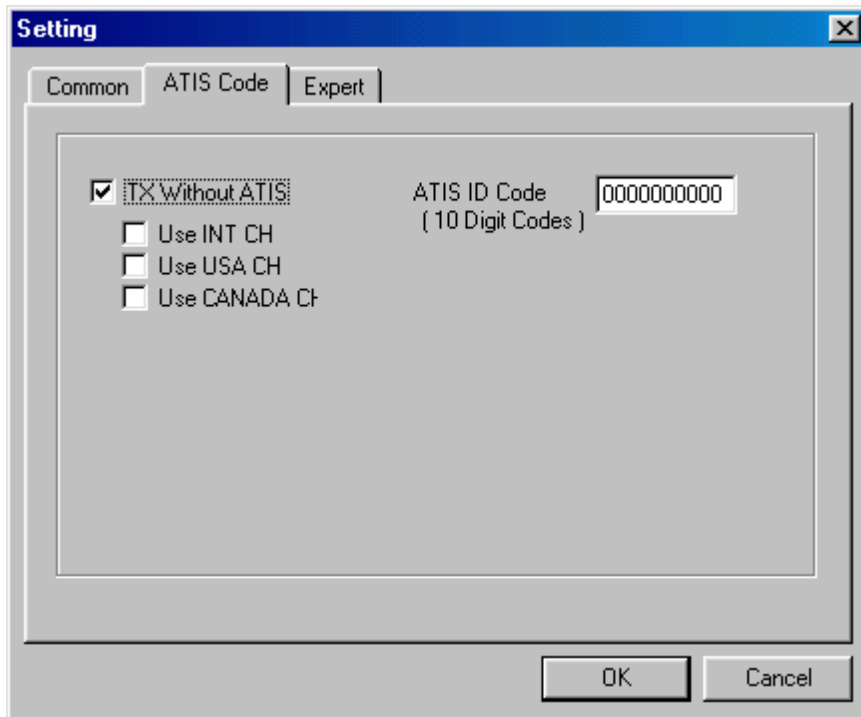 Setting
Common ATIS Code Expert
TX Without ATIS ATIS ID Code 0000000000
( 10 Digit Codes )
Use INT CH
Use USA CH
Use CANADA CH
OK Cancel